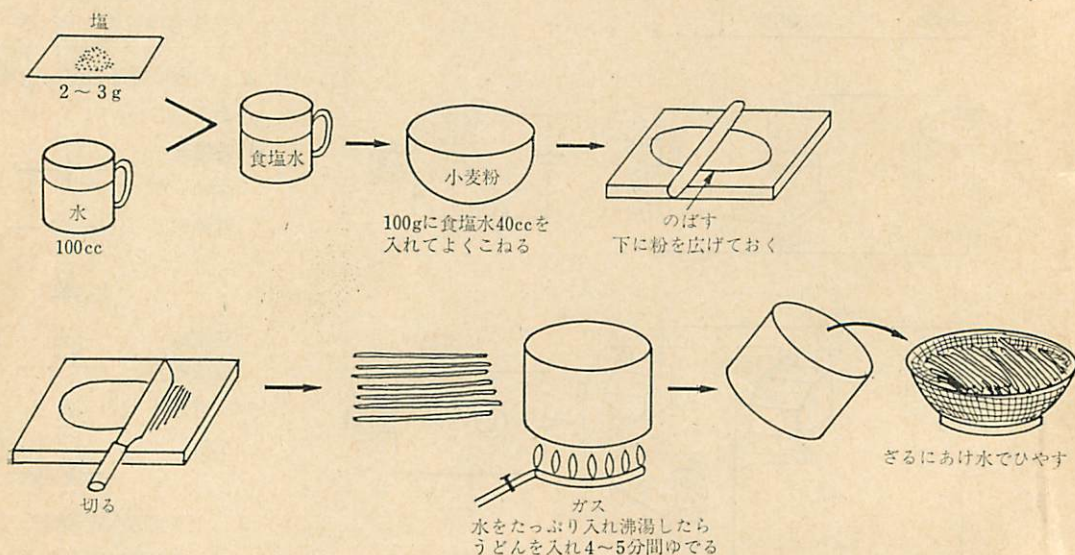 塩
2～3g
水
100cc
食塩水
小麦粉
100gに食塩水40ccを
入れてよくこねる
のばす
下に粉を広げておく
切る
ガス
水をたっぷり入れ沸湯したら
うどんを入れ4～5分間ゆでる
ざるにあけ水でひやす